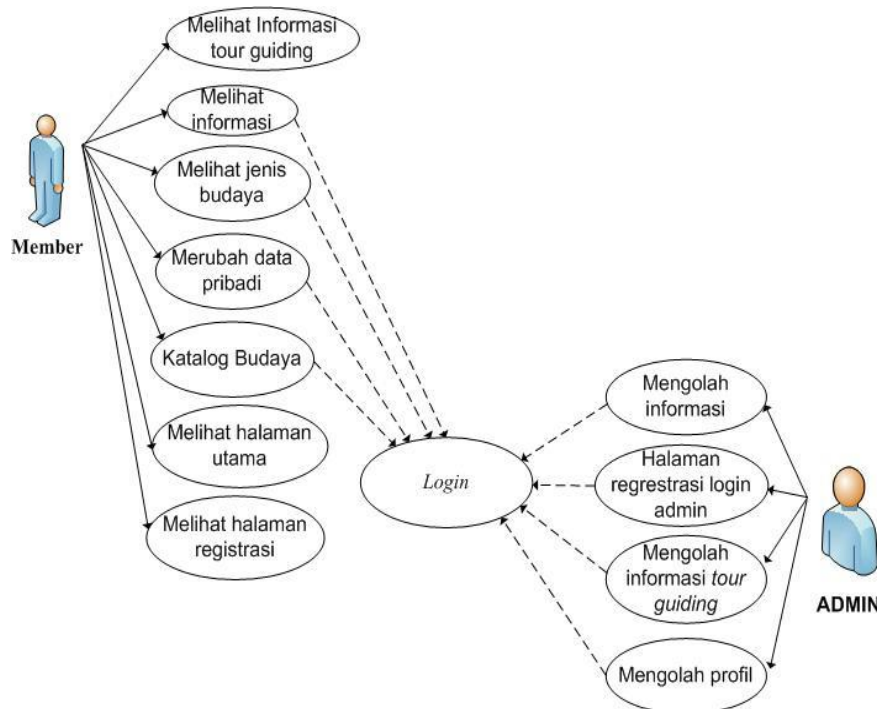 Melihat Informasi
tour guiding
Melihat
informasi
Melihat jenis
budaya
Member
Merubah data
pribadi
Katalog Budaya
Melihat halaman
utama
Melihat halaman
registrasi
Login
Mengolah
informasi
Halaman
regrestrasi login
admin
Mengolah
informasi tour
guiding
Mengolah profil
ADMIN